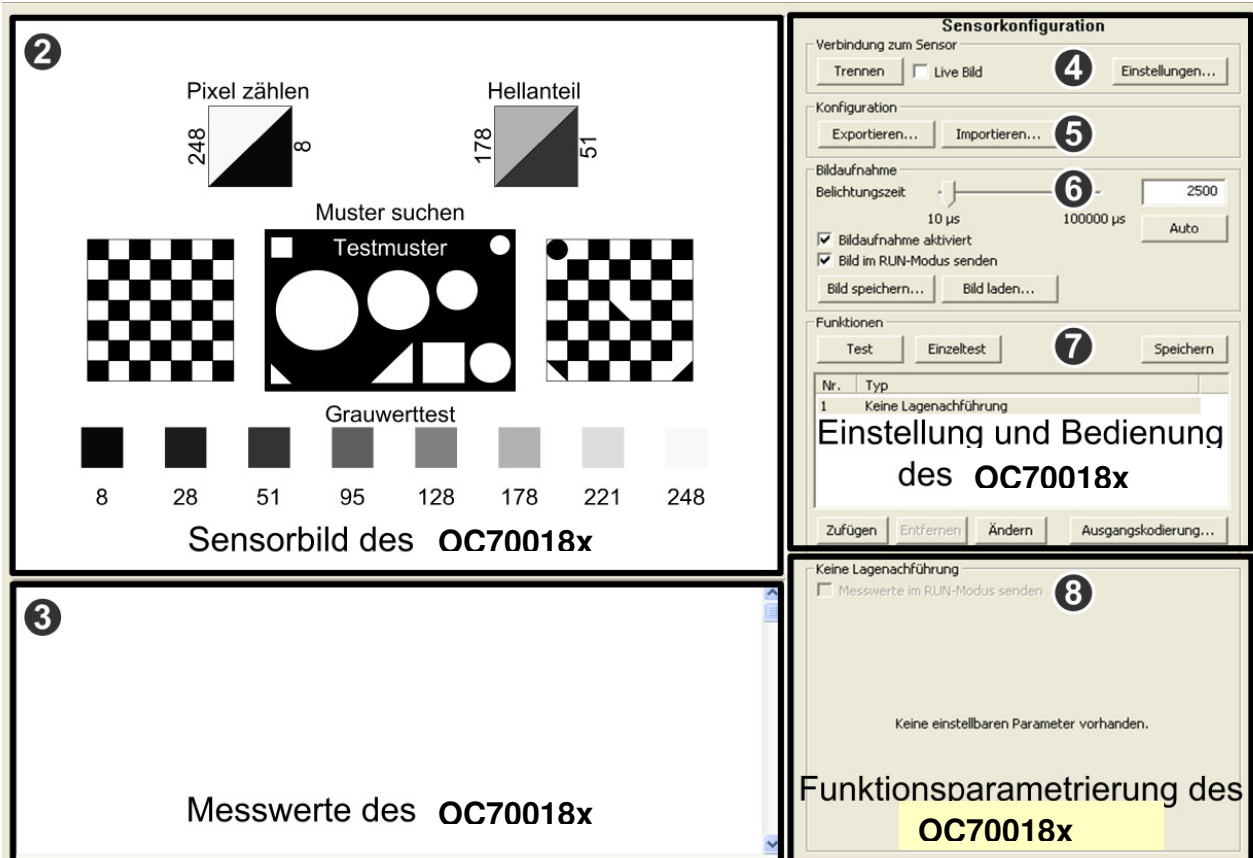 2
Pixel zählen
248
8
Hellanteil
178
51
Muster suchen
Testmuster
Grauwerttest
8 28 51 95 128 178 221 248
Sensorbild des OC70018x
3
Messwerte des OC70018x
Sensorkonfiguration
Verbindung zum Sensor
Trennen Live Bild 4 Einstellungen...
Konfiguration
Exportieren... Importieren... 5
Bildaufnahme
Belichtungszeit 6 2500
10 µs 100000 µs Auto
Bildaufnahme aktiviert
Bild im RUN-Modus senden
Bild speichern... Bild laden...
Funktionen
Test Einzeltest 7 Speichern
Nr. Typ
1 Keine Lagenachführung
Einstellung und Bedienung
des OC70018x
Zufügen Entfernen Ändern Ausgangskodierung...
Keine Lagenachführung
Messwerte im RUN-Modus senden 8
Keine einstellbaren Parameter vorhanden.
Funktionsparametrierung des
OC70018x